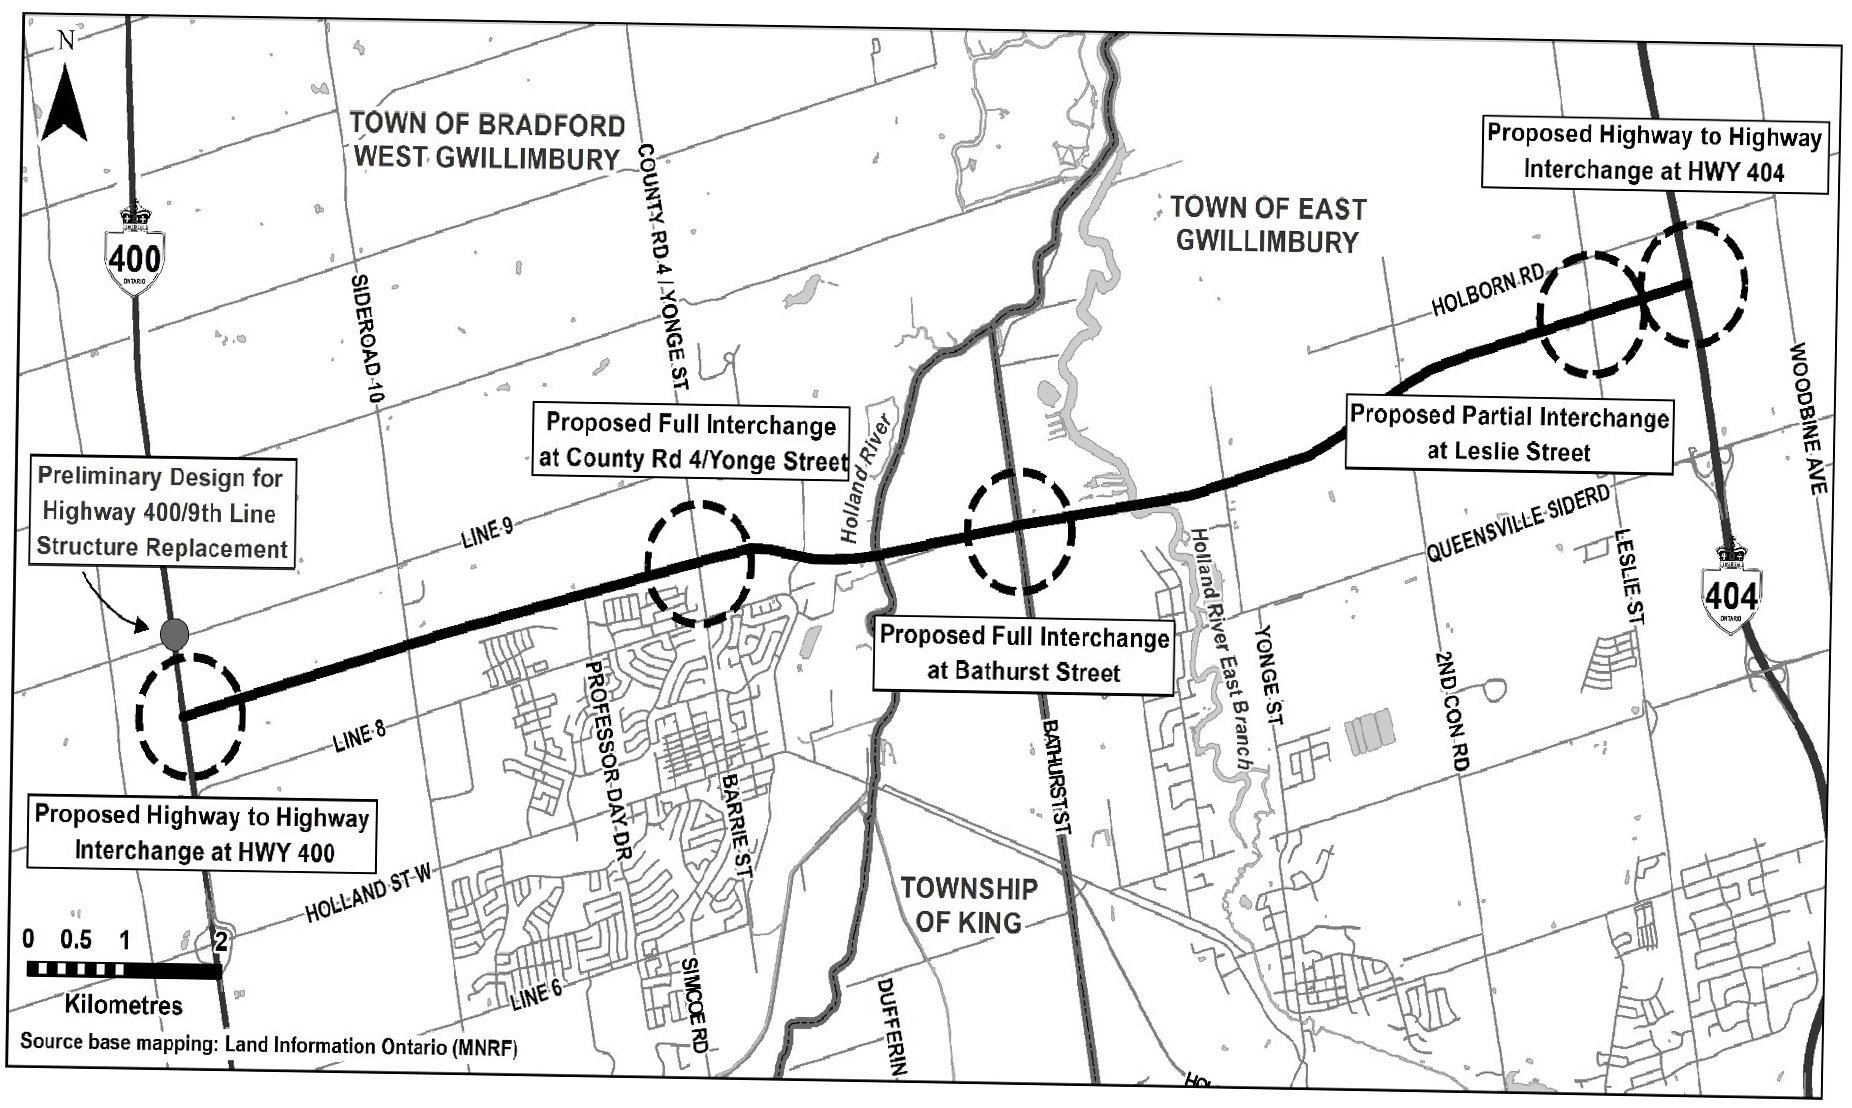 N
TOWN OF BRADFORD
WEST GWILLIMBURY
COUNTY RD 4 / YONGE ST
SIDEROAD 10
400
ONTARIO
TOWN OF EAST
GWILLIMBURY
Proposed Highway to Highway
Interchange at HWY 404
HOLBORN RD
WOODBINE AVE
Proposed Full Interchange
at County Rd 4/Yonge Street
Holland River
Proposed Partial Interchange
at Leslie Street
Preliminary Design for
Highway 400/9th Line
Structure Replacement
LINE 9
QUEENSVILLE SIDERD
LESLIE ST
404
ONTARIO
Holland River East Branch
YONGE ST
2ND CON RD
Proposed Full Interchange
at Bathurst Street
LINE 8
PROFESSOR DAY DR
BARRIE ST
BATHURST ST
Proposed Highway to Highway
Interchange at HWY 400
HOLLAND ST W
TOWNSHIP
OF KING
0 0.5 1 2
Kilometres
LINE 6
SIMCOE RD
DUFFERIN
Source base mapping: Land Information Ontario (MNRF)